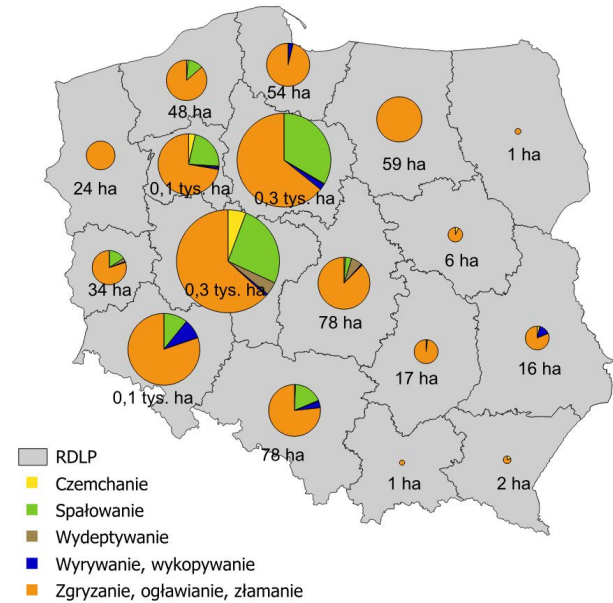 54 ha
48 ha
59 ha
1 ha
0,1 tys. ha
0,3 tys. ha
24 ha
6 ha
0,3 tys. ha
34 ha
78 ha
17 ha
16 ha
0,1 tys. ha
78 ha
1 ha
2 ha
RDLP
Czemchanie
Spałowanie
Wydeptywanie
Wyrywanie, wykopywanie
Zgryzanie, ogławianie, złamanie